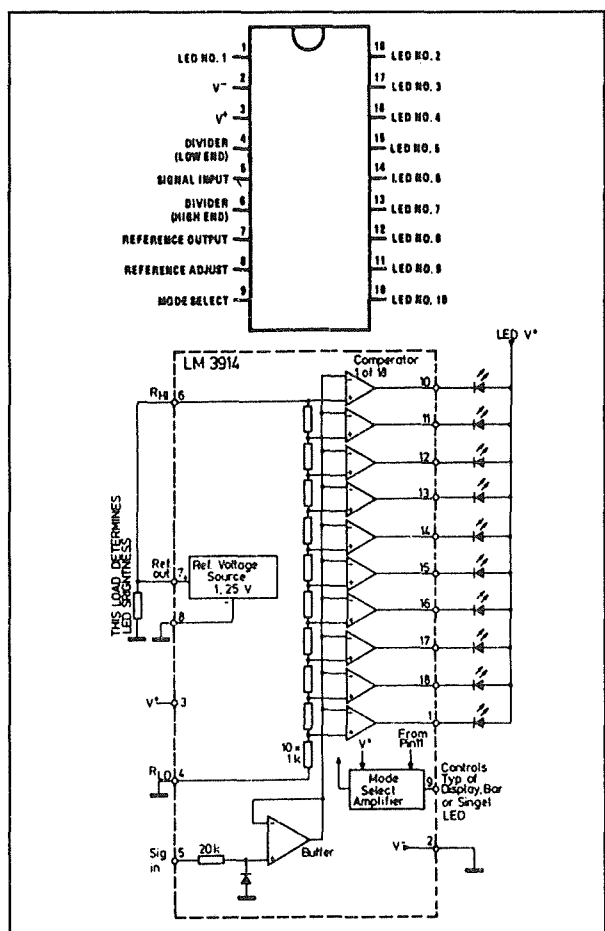 1
LED NO. 1
18
LED NO. 2
2
V⁻
17
LED NO. 3
3
V⁺
16
LED NO. 4
4
DIVIDER
(LOW END)
15
LED NO. 5
5
SIGNAL INPUT
14
LED NO. 6
6
DIVIDER
(HIGH END)
13
LED NO. 7
7
REFERENCE OUTPUT
12
LED NO. 8
8
REFERENCE ADJUST
11
LED NO. 9
9
MODE SELECT
10
LED NO. 10
LED V⁺
LM 3914
Comperator
1 of 10
RHI
6
10
11
12
13
14
15
16
17
18
1
THIS LOAD DETERMINES
LED BRIGHTNESS
Ref.
out
7
Ref. Voltage
Source
1,25 V
8
V⁺
3
10 ×
1k
RLO
4
V⁺
From
Pin11
Mode
Select
Amplifier
9
Controls
Typ of
Display, Bar
or Singel
LED
Sig
in
5
20k
Buffer
V⁻
2